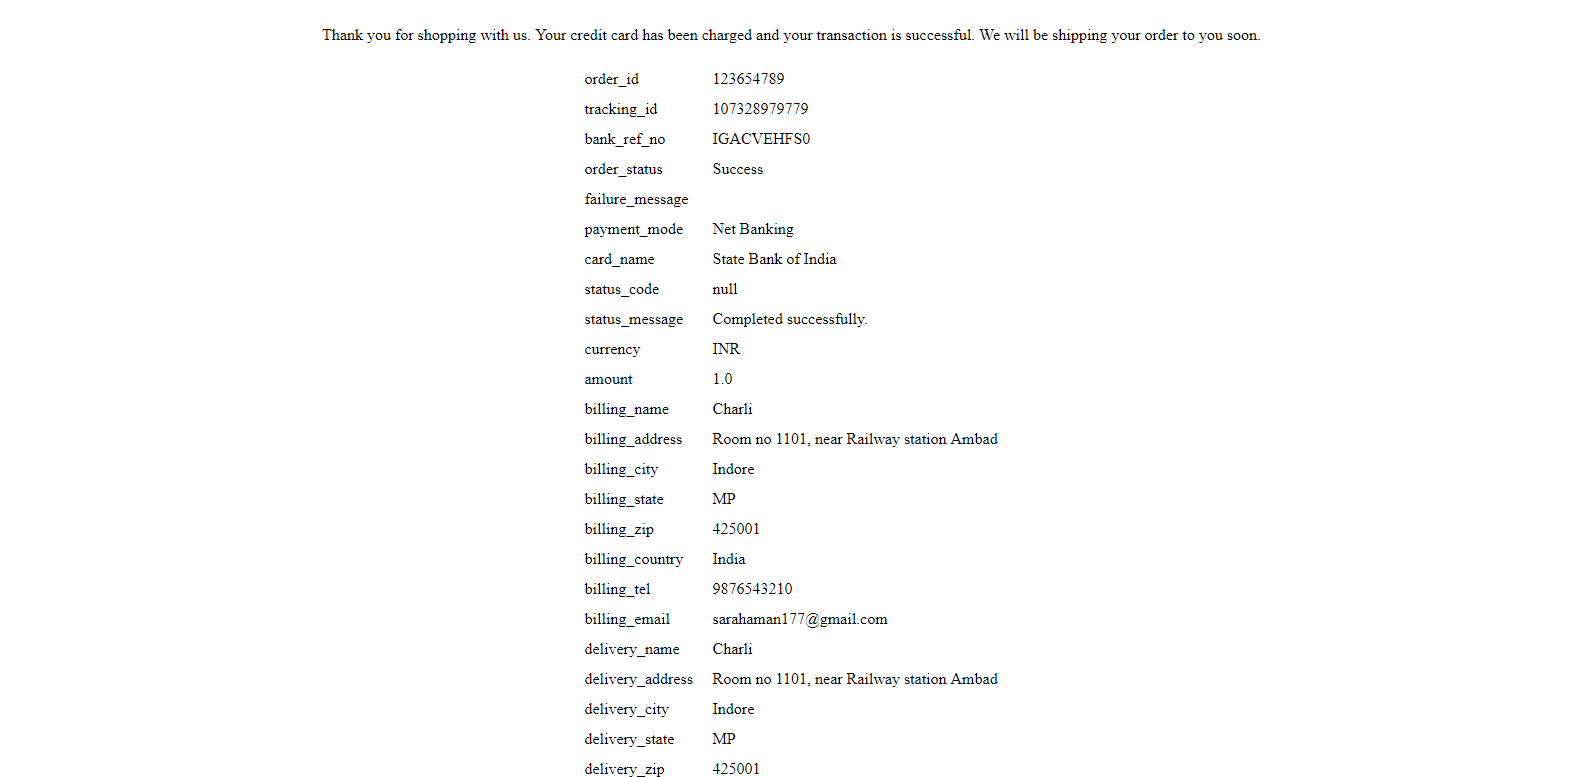 Thank you for shopping with us. Your credit card has been charged and your transaction is successful. We will be shipping your order to you soon.
order_id 123654789
tracking_id 107328979779
bank_ref_no IGACVEHFS0
order_status Success
failure_message
payment_mode Net Banking
card_name State Bank of India
status_code null
status_message Completed successfully.
currency INR
amount 1.0
billing_name Charli
billing_address Room no 1101, near Railway station Ambad
billing_city Indore
billing_state MP
billing_zip 425001
billing_country India
billing_tel 9876543210
billing_email sarahaman177@gmail.com
delivery_name Charli
delivery_address Room no 1101, near Railway station Ambad
delivery_city Indore
delivery_state MP
delivery_zip 425001